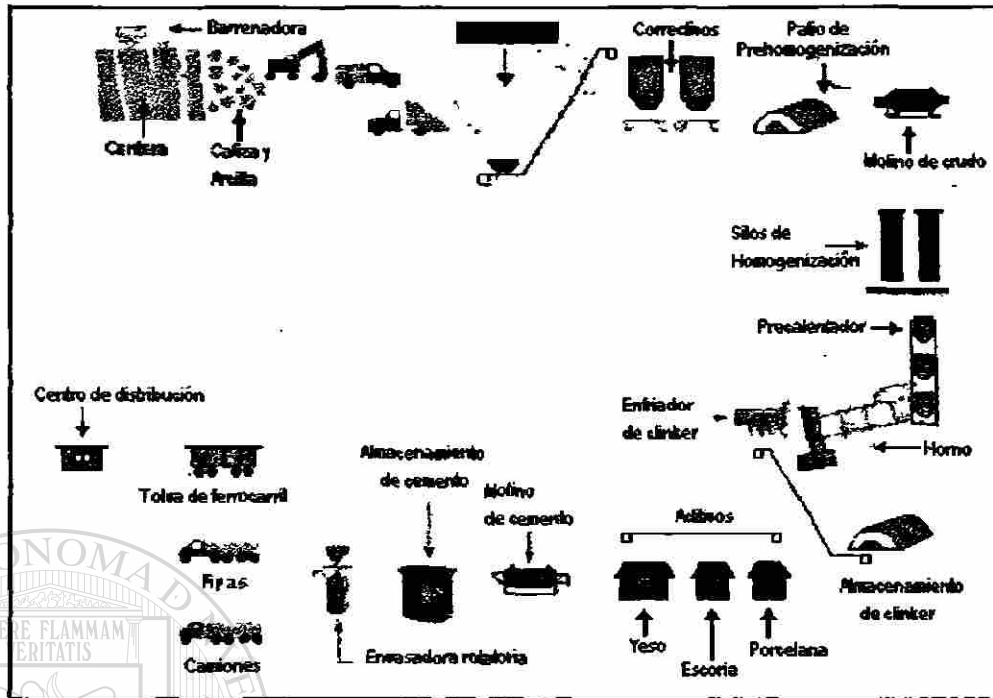 Barrenadora
Correctinos
Patio de
Prehomogenización
Cantera
Caliza y
Arcilla
Molino de crudo
Silos de
Homogenización
Precalentador
Centro de distribución
Enfriador
de clinker
Horno
Almacenamiento
de cemento
Tolva de ferrocarril
Molino
de cemento
Aditivos
Pipas
Almacenamiento
de clinker
Yeso
Escoria
Porcelana
Camiones
Envasadora rotatoria
FLAMMAM
VERITATIS